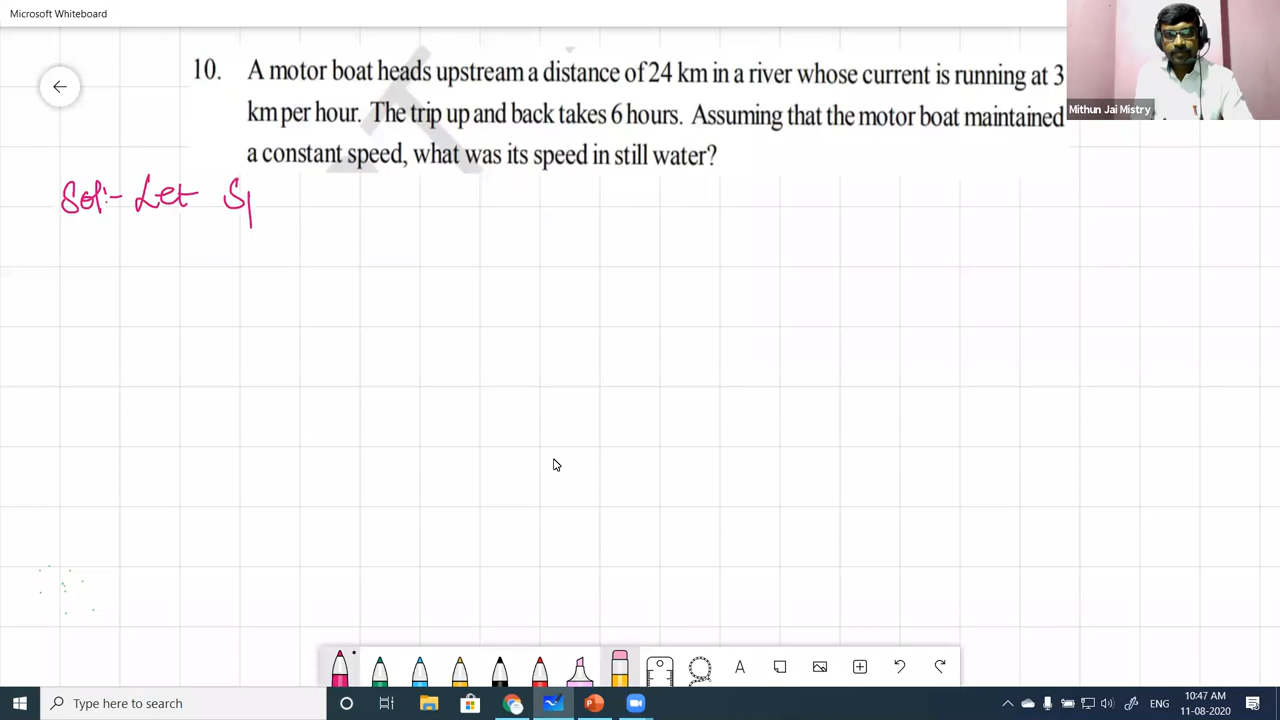 Microsoft Whiteboard
10. A motor boat heads upstream a distance of 24 km in a river whose current is running at 3
km per hour. The trip up and back takes 6 hours. Assuming that the motor boat maintained
a constant speed, what was its speed in still water?
Mithun Jai Mistry
Sol:- Let Sp
A
Type here to search
ENG
10:47 AM
11-08-2020